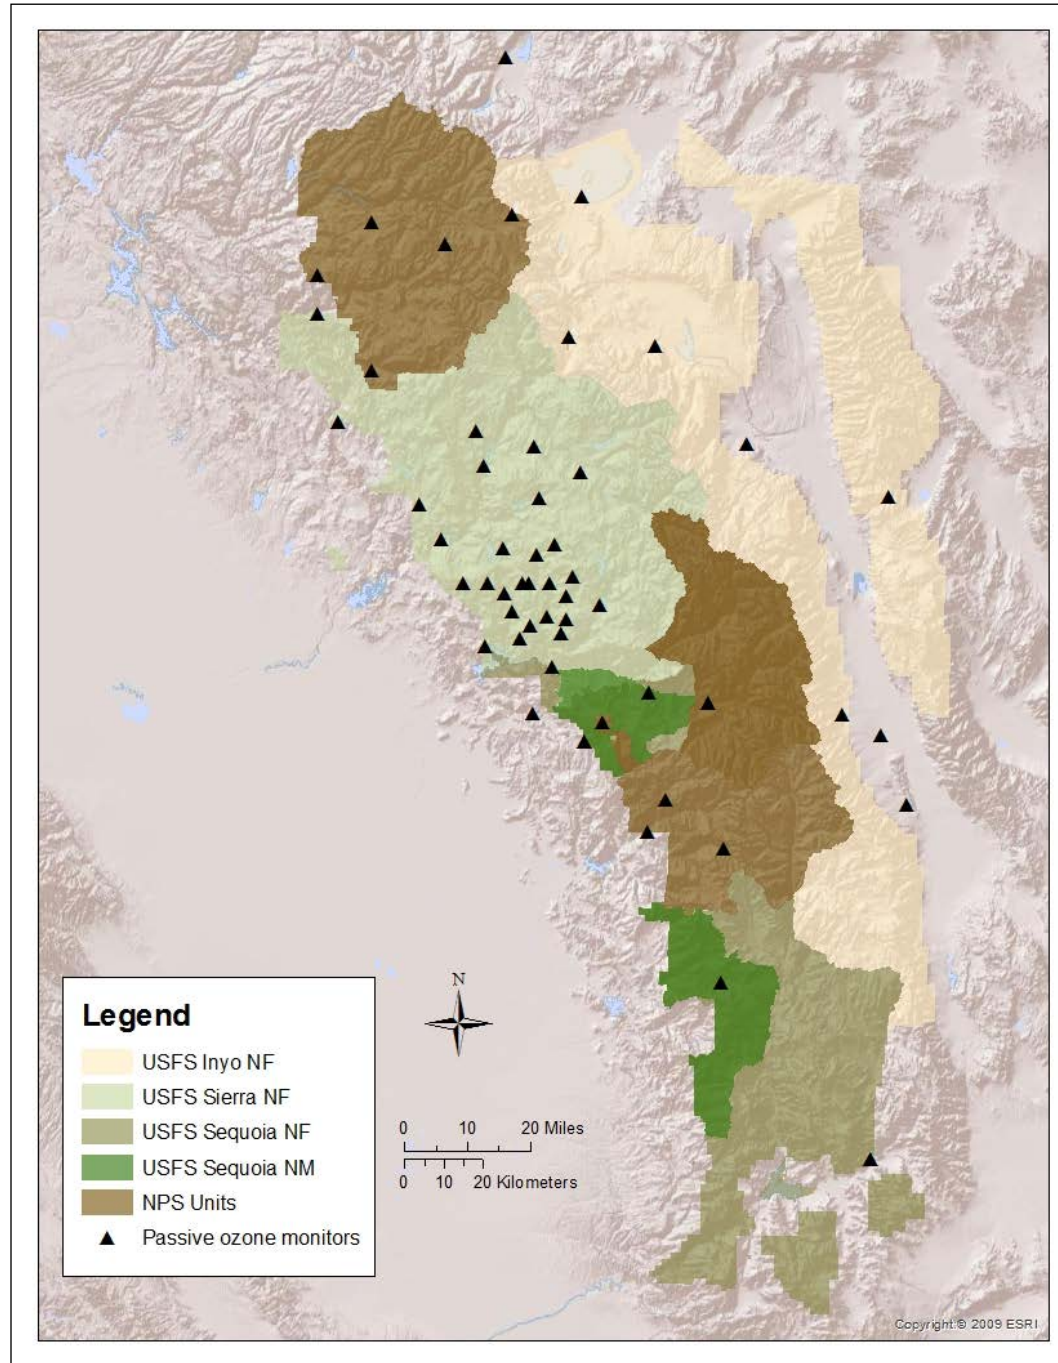 N
Legend
USFS Inyo NF
USFS Sierra NF
USFS Sequoia NF
USFS Sequoia NM
NPS Units
Passive ozone monitors
0 10 20 Miles
0 10 20 Kilometers
Copyright:© 2009 ESRI